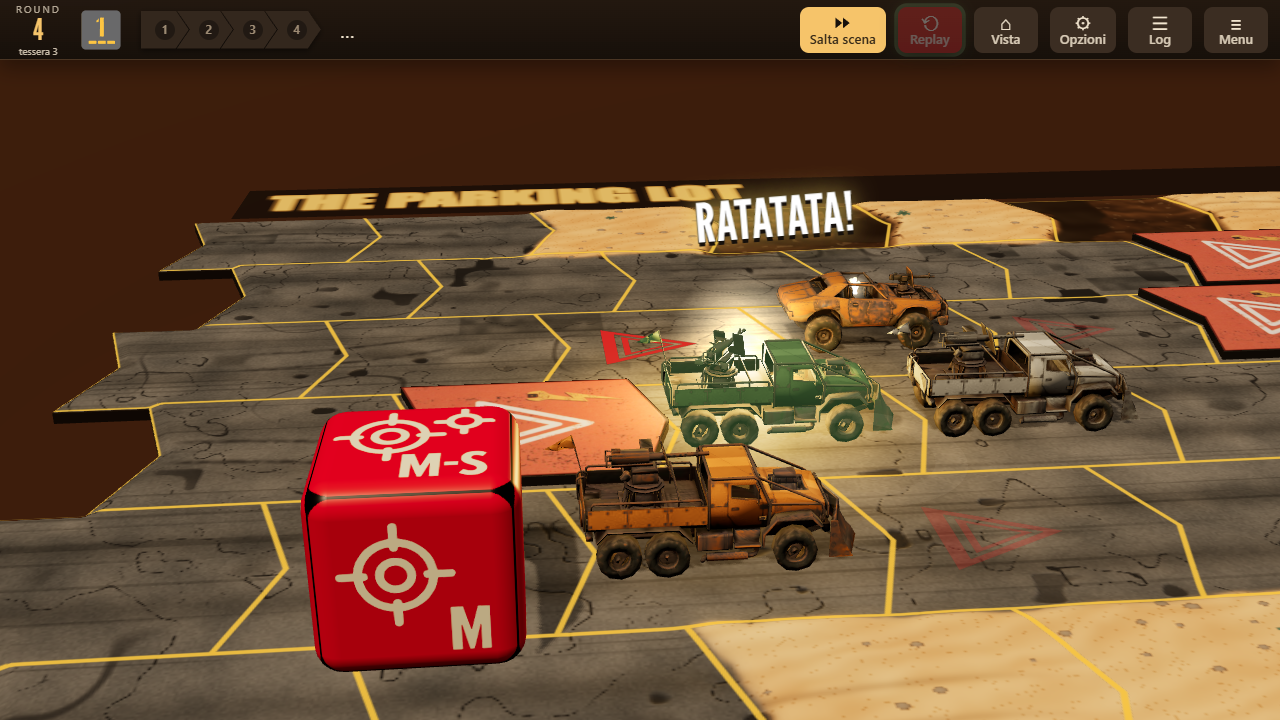 ROUND
4
tessera 3
1
1 2 3 4 ...
Salta scena
Replay
Vista
Opzioni
Log
Menu
THE PARKING LOT
RATATATA!
M-S
M